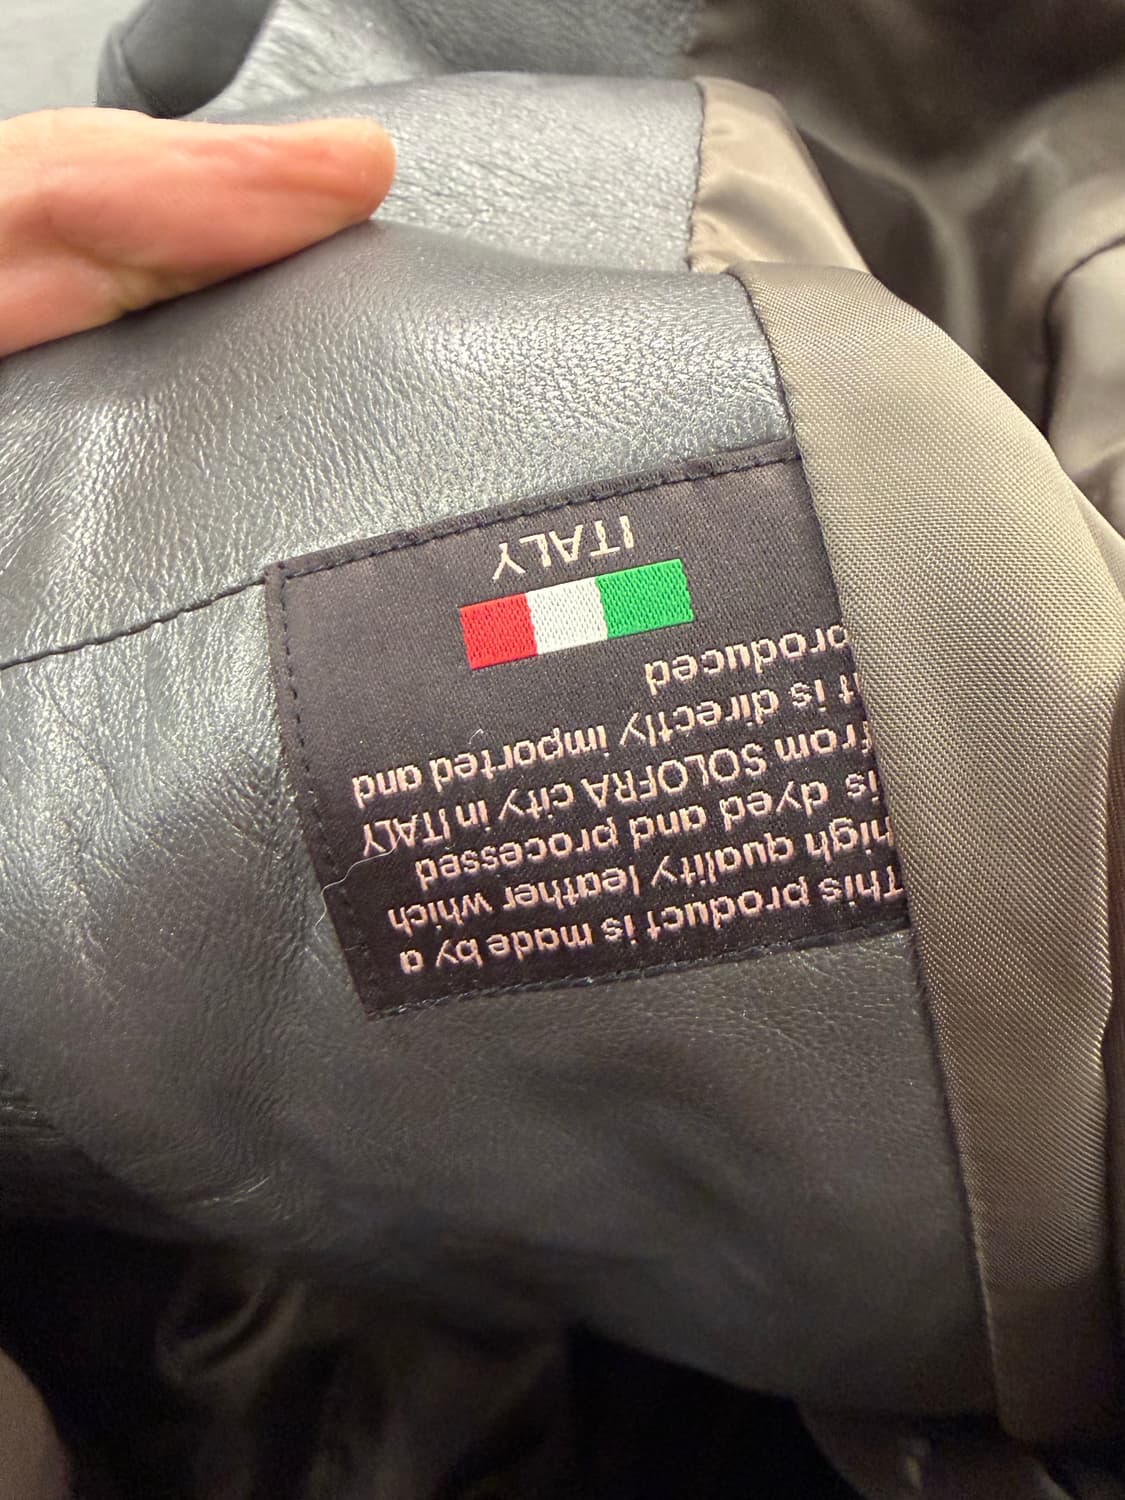 This product is made by a
high quality leather which
is dyed and processed
from SOLOFRA city in ITALY
it is directly imported and
produced
ITALY